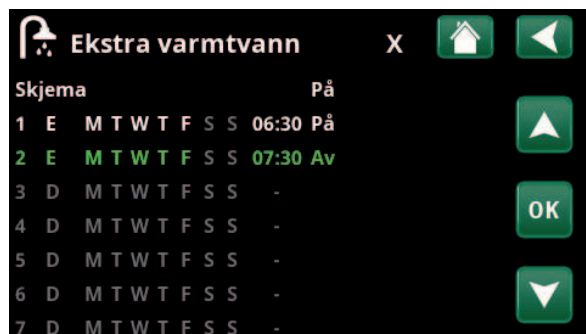 Ekstra varmtvann X
Skjema På
1 E M T W T F S S 06:30 På
2 E M T W T F S S 07:30 Av
3 D M T W T F S S -
4 D M T W T F S S -
OK
5 D M T W T F S S -
6 D M T W T F S S -
7 D M T W T F S S -